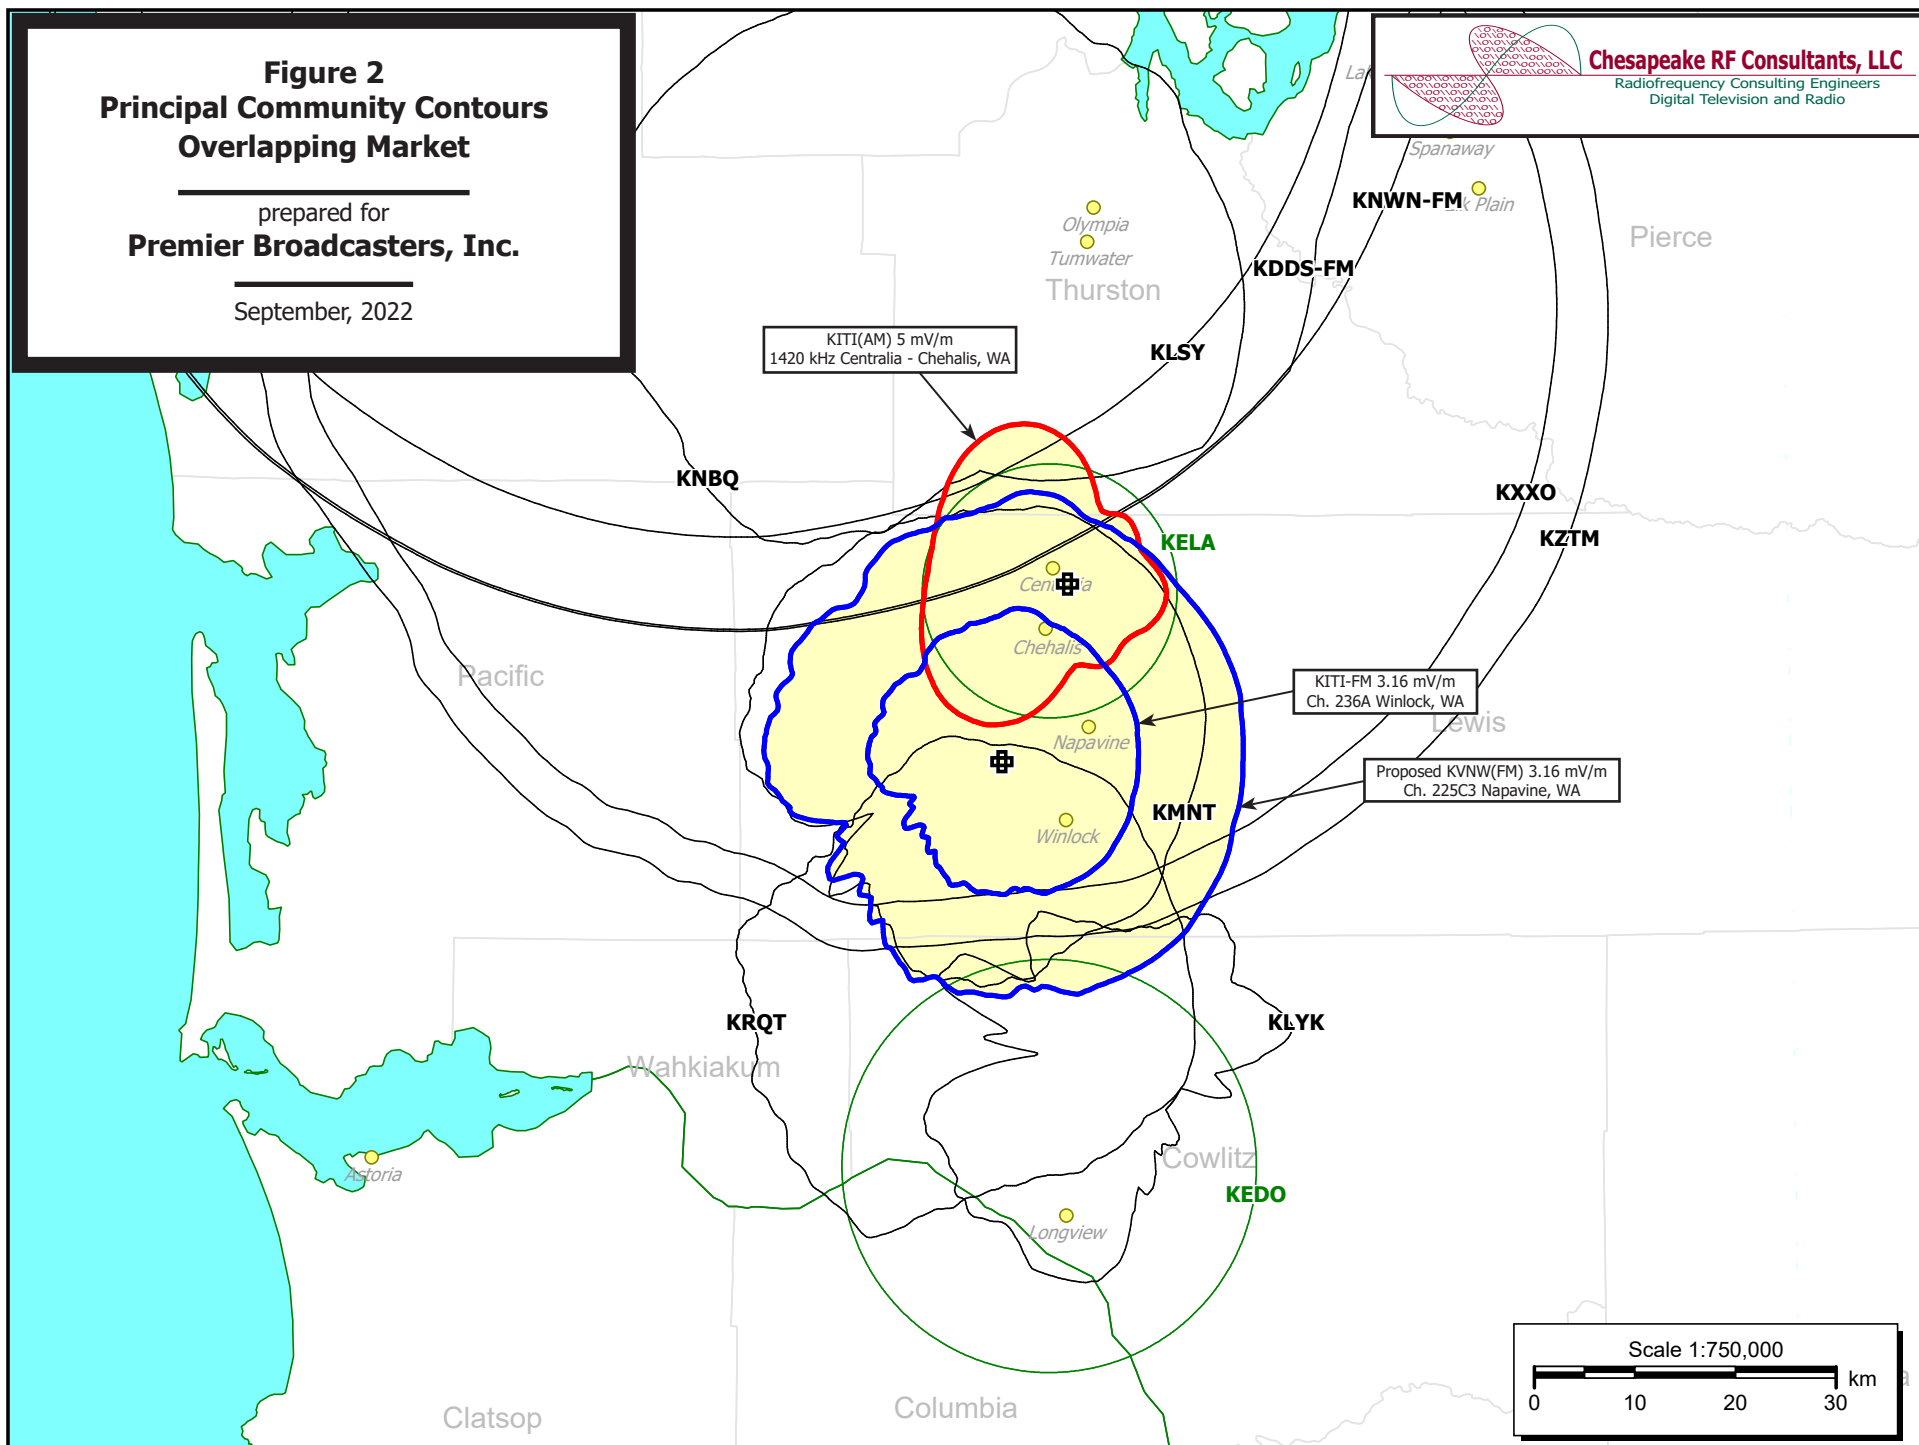 Figure 2
Principal Community Contours
Overlapping Market
prepared for
Premier Broadcasters, Inc.
September, 2022
Chesapeake RF Consultants, LLC
Radiofrequency Consulting Engineers
Digital Television and Radio
Spanaway
KNWN-FM
Plain
Pierce
Olympia
Tumwater
KDDS-FM
Thurston
KITI(AM) 5 mV/m
1420 kHz Centralia - Chehalis, WA
KLSY
KNBQ
KXXO
KZTM
KELA
Centralia
Chehalis
Pacific
KITI-FM 3.16 mV/m
Ch. 236A Winlock, WA
Lewis
Napavine
Proposed KVNW(FM) 3.16 mV/m
Ch. 225C3 Napavine, WA
KMNT
Winlock
KRQT
KLYK
Wahkiakum
Cowlitz
Astoria
KEDO
Longview
Scale 1:750,000
km
0 10 20 30
Columbia
Clatsop